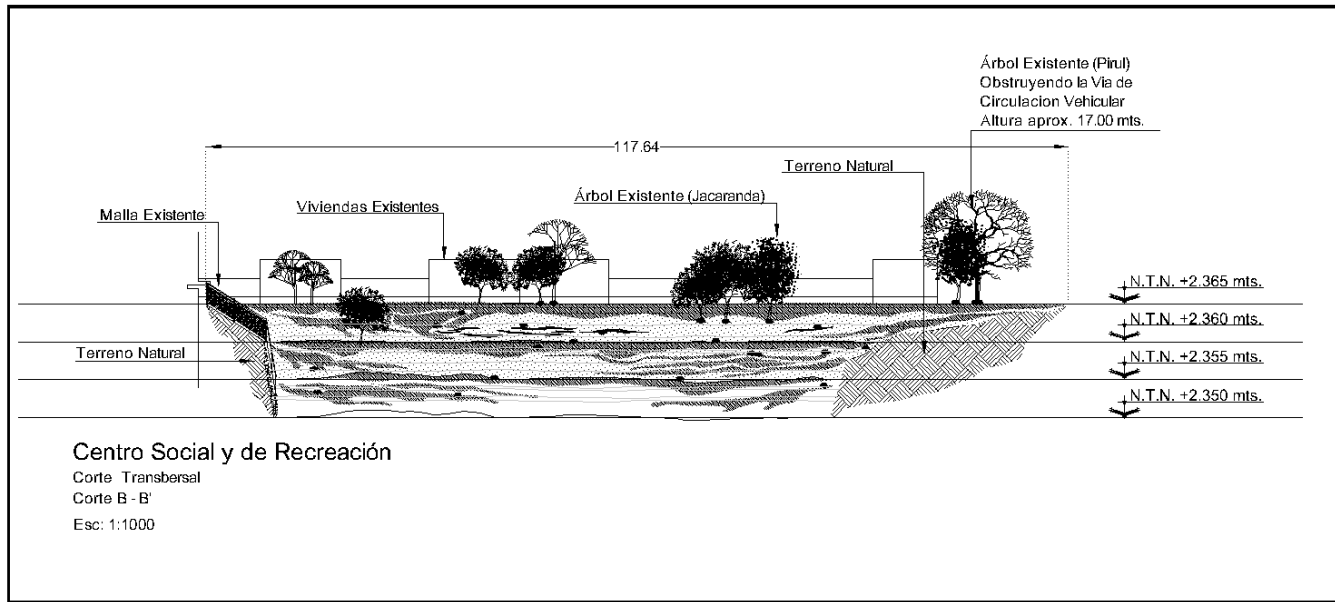 Árbol Existente (Pirul)
Obstruyendo la Via de
Circulacion Vehicular
Altura aprox. 17.00 mts.
117.64
Terreno Natural
Árbol Existente (Jacaranda)
Viviendas Existentes
Malla Existente
N.T.N. +2.365 mts.
N.T.N. +2.360 mts.
Terreno Natural
N.T.N. +2.355 mts.
N.T.N. +2.350 mts.
Centro Social y de Recreación
Corte Transbersal
Corte B - B'
Esc: 1:1000